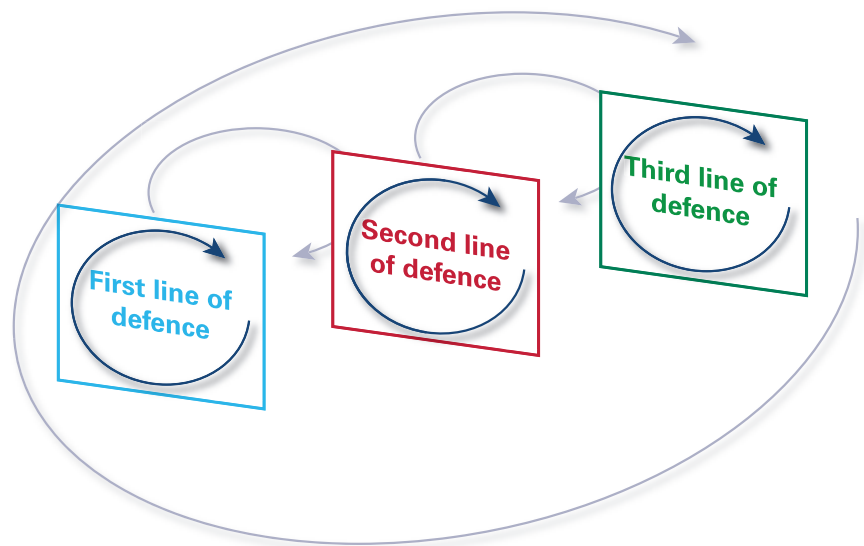 First line of
defence
Second line
of defence
Third line of
defence